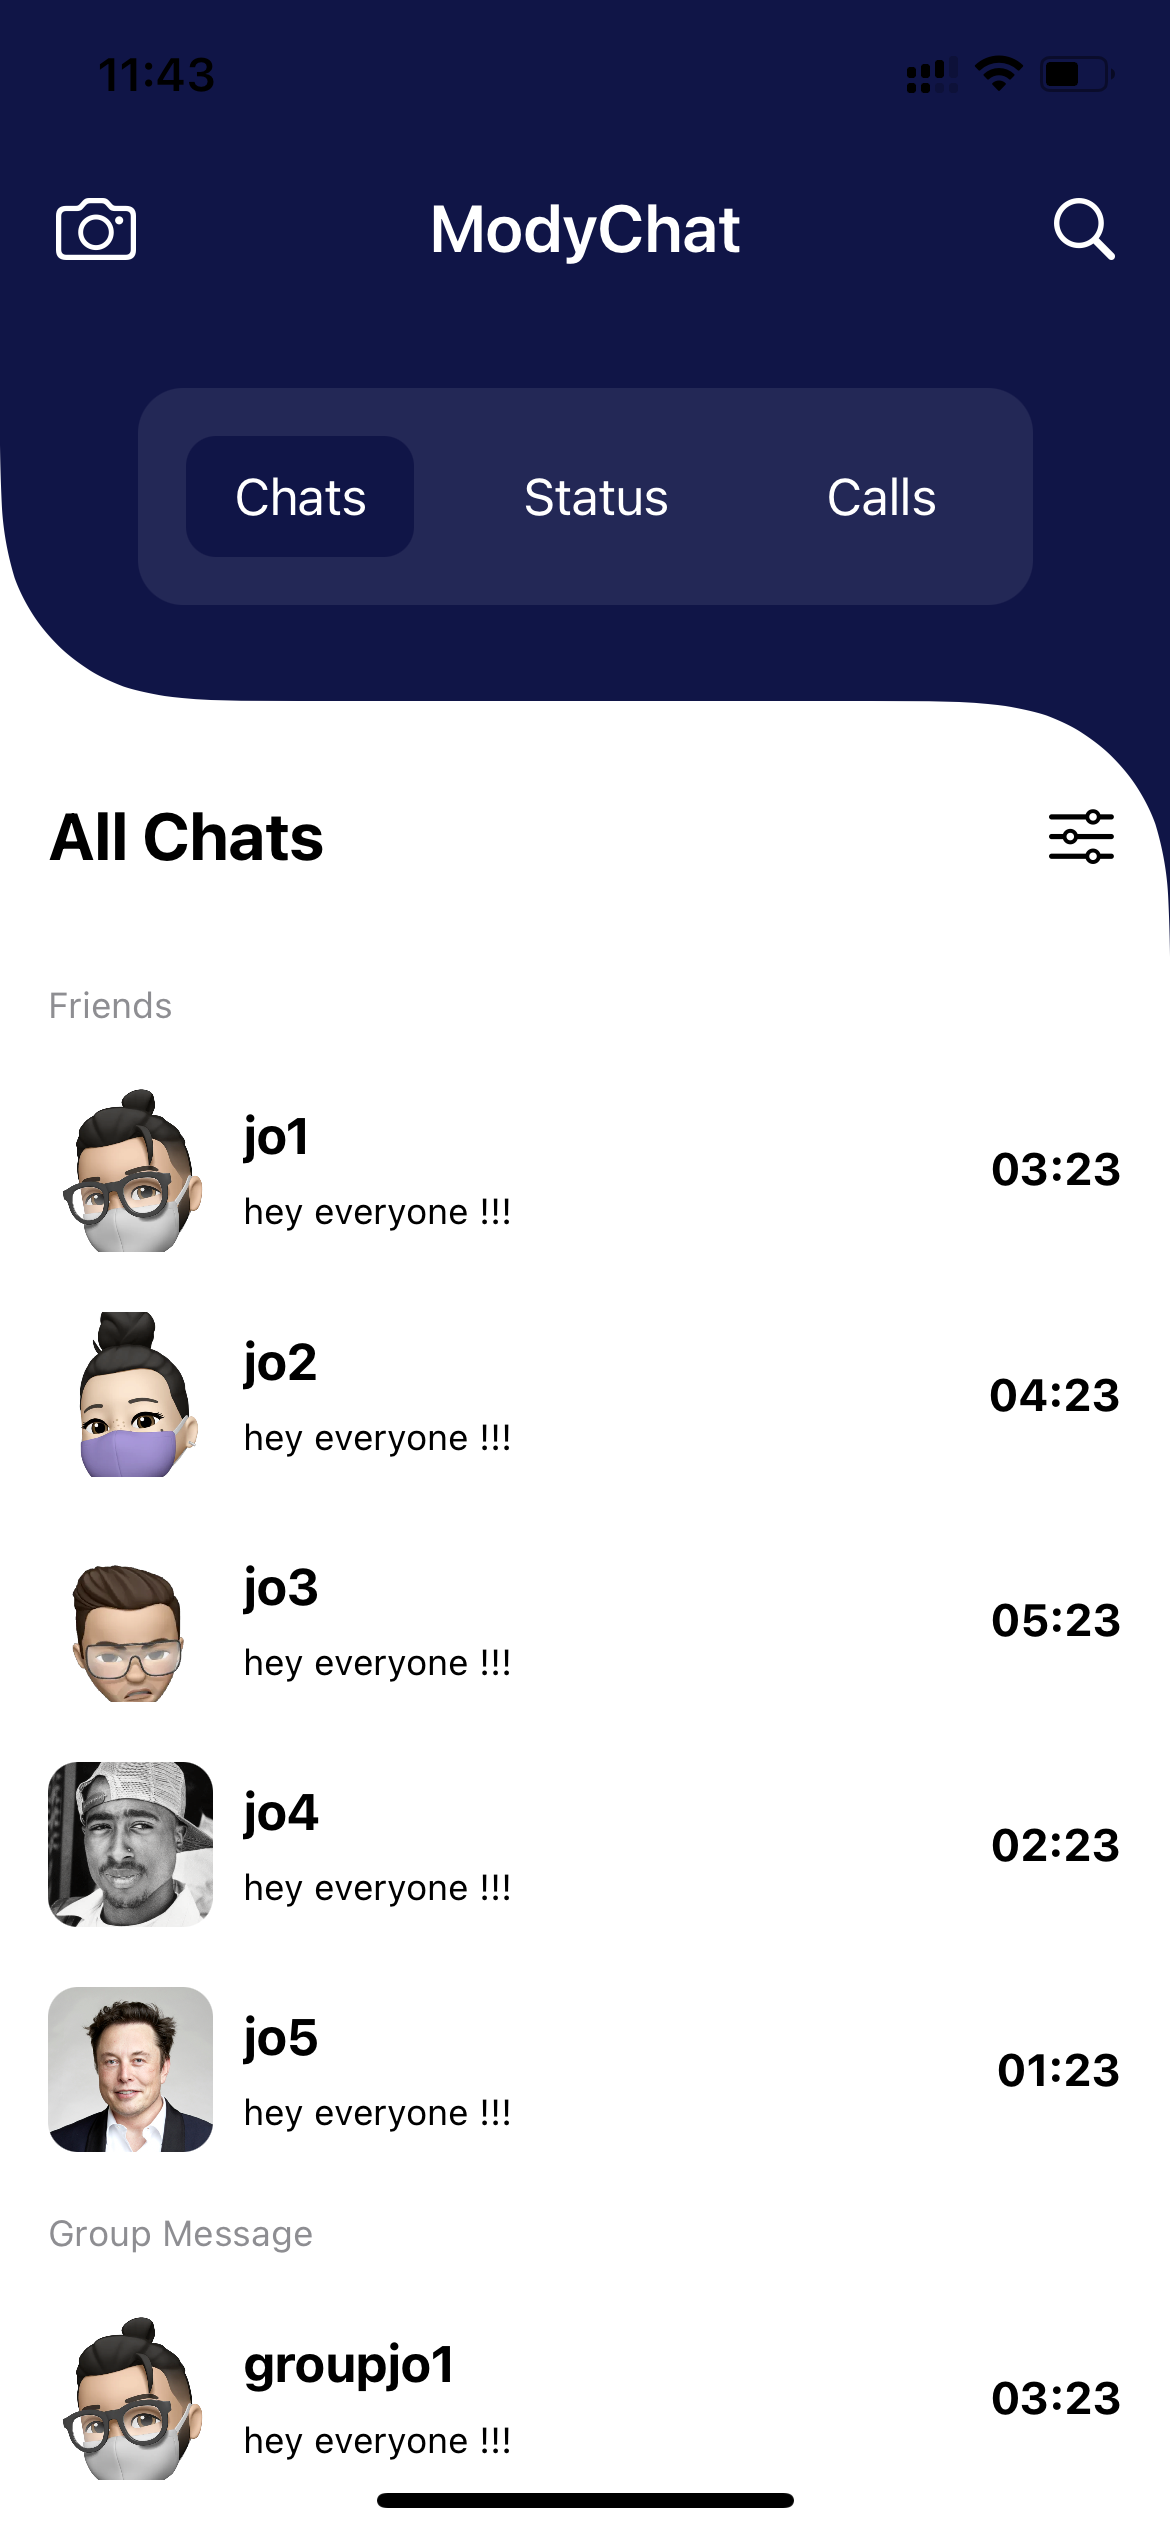 11:43
ModyChat
Chats Status Calls
All Chats
Friends
jo1
hey everyone !!!
03:23
jo2
hey everyone !!!
04:23
jo3
hey everyone !!!
05:23
jo4
hey everyone !!!
02:23
jo5
hey everyone !!!
01:23
Group Message
groupjo1
hey everyone !!!
03:23